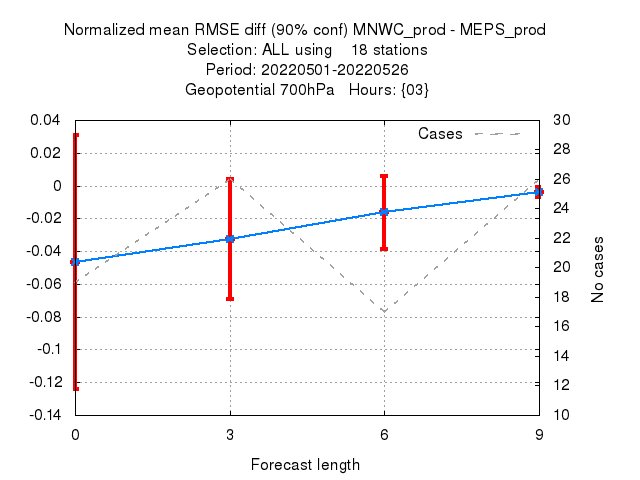 Normalized mean RMSE diff (90% conf) MNWC_prod - MEPS_prod
Selection: ALL using 18 stations
Period: 20220501-20220526
Geopotential 700hPa Hours: {03}
Cases
0.04
0.02
0
-0.02
-0.04
-0.06
-0.08
-0.1
-0.12
-0.14
30
28
26
24
22
20
18
16
14
12
10
No cases
0 3 6 9
Forecast length